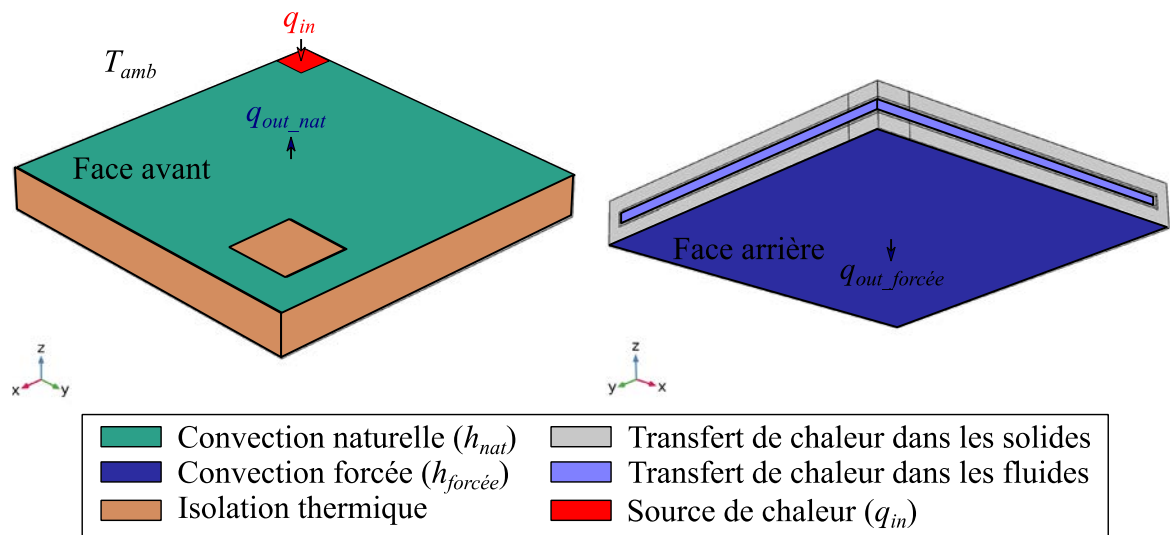 q_in
T_amb
q_out_nat
Face avant
Face arrière
q_out_forcée
z
x
y
z
y
x
Convection naturelle (h_nat)
Transfert de chaleur dans les solides
Convection forcée (h_forcée)
Transfert de chaleur dans les fluides
Isolation thermique
Source de chaleur (q_in)